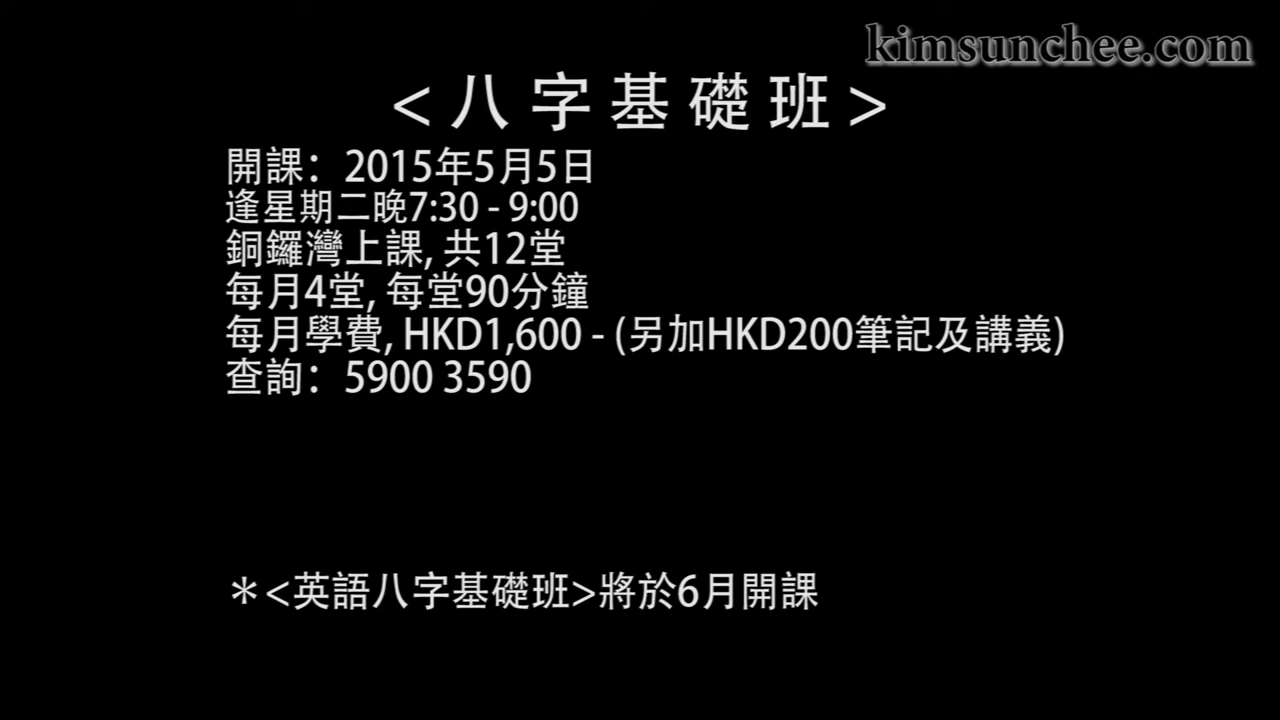 kimsunchee.com
<八字基礎班>
開課：2015年5月5日
逢星期二晚7:30 - 9:00
銅鑼灣上課, 共12堂
每月4堂, 每堂90分鐘
每月學費, HKD1,600 - (另加HKD200筆記及講義)
查詢：5900 3590
＊<英語八字基礎班>將於6月開課